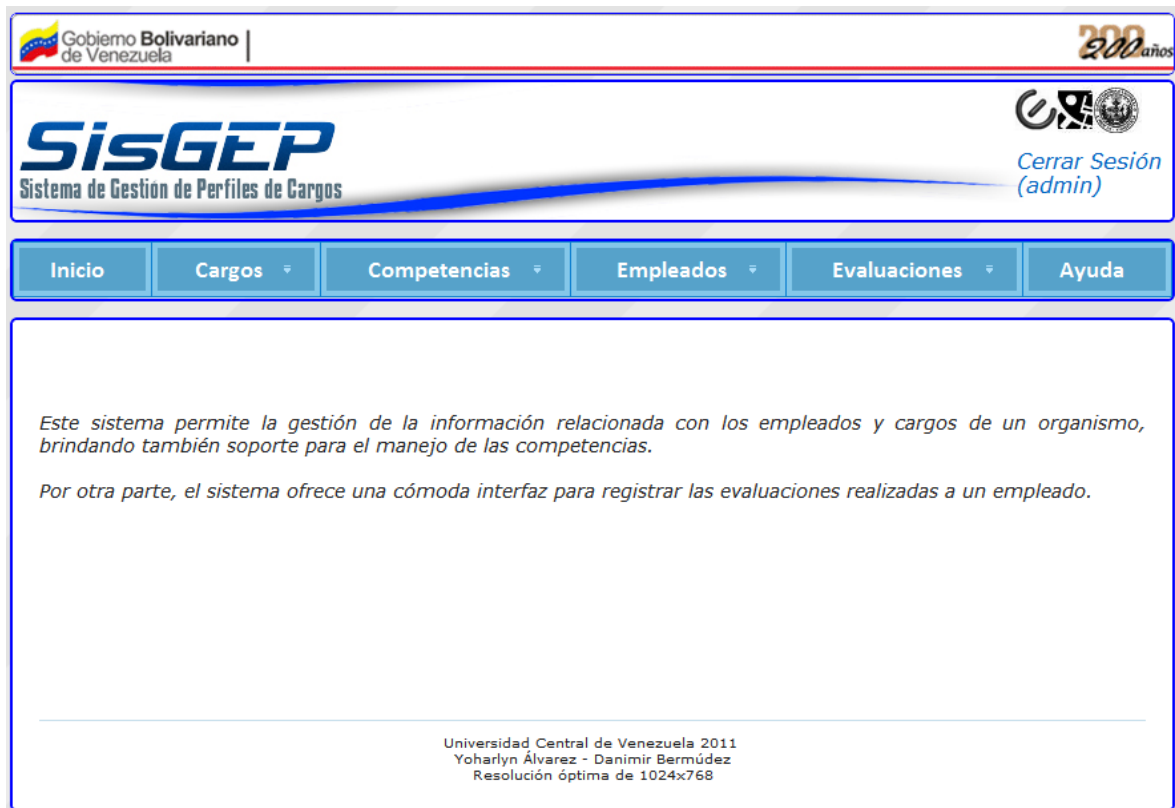 Gobierno Bolivariano
de Venezuela
200 años
SisGEP
Sistema de Gestión de Perfiles de Cargos
Cerrar Sesión
(admin)
Inicio Cargos Competencias Empleados Evaluaciones Ayuda
Este sistema permite la gestión de la información relacionada con los empleados y cargos de un organismo,
brindando también soporte para el manejo de las competencias.
Por otra parte, el sistema ofrece una cómoda interfaz para registrar las evaluaciones realizadas a un empleado.
Universidad Central de Venezuela 2011
Yoharlyn Álvarez - Danimir Bermúdez
Resolución óptima de 1024x768